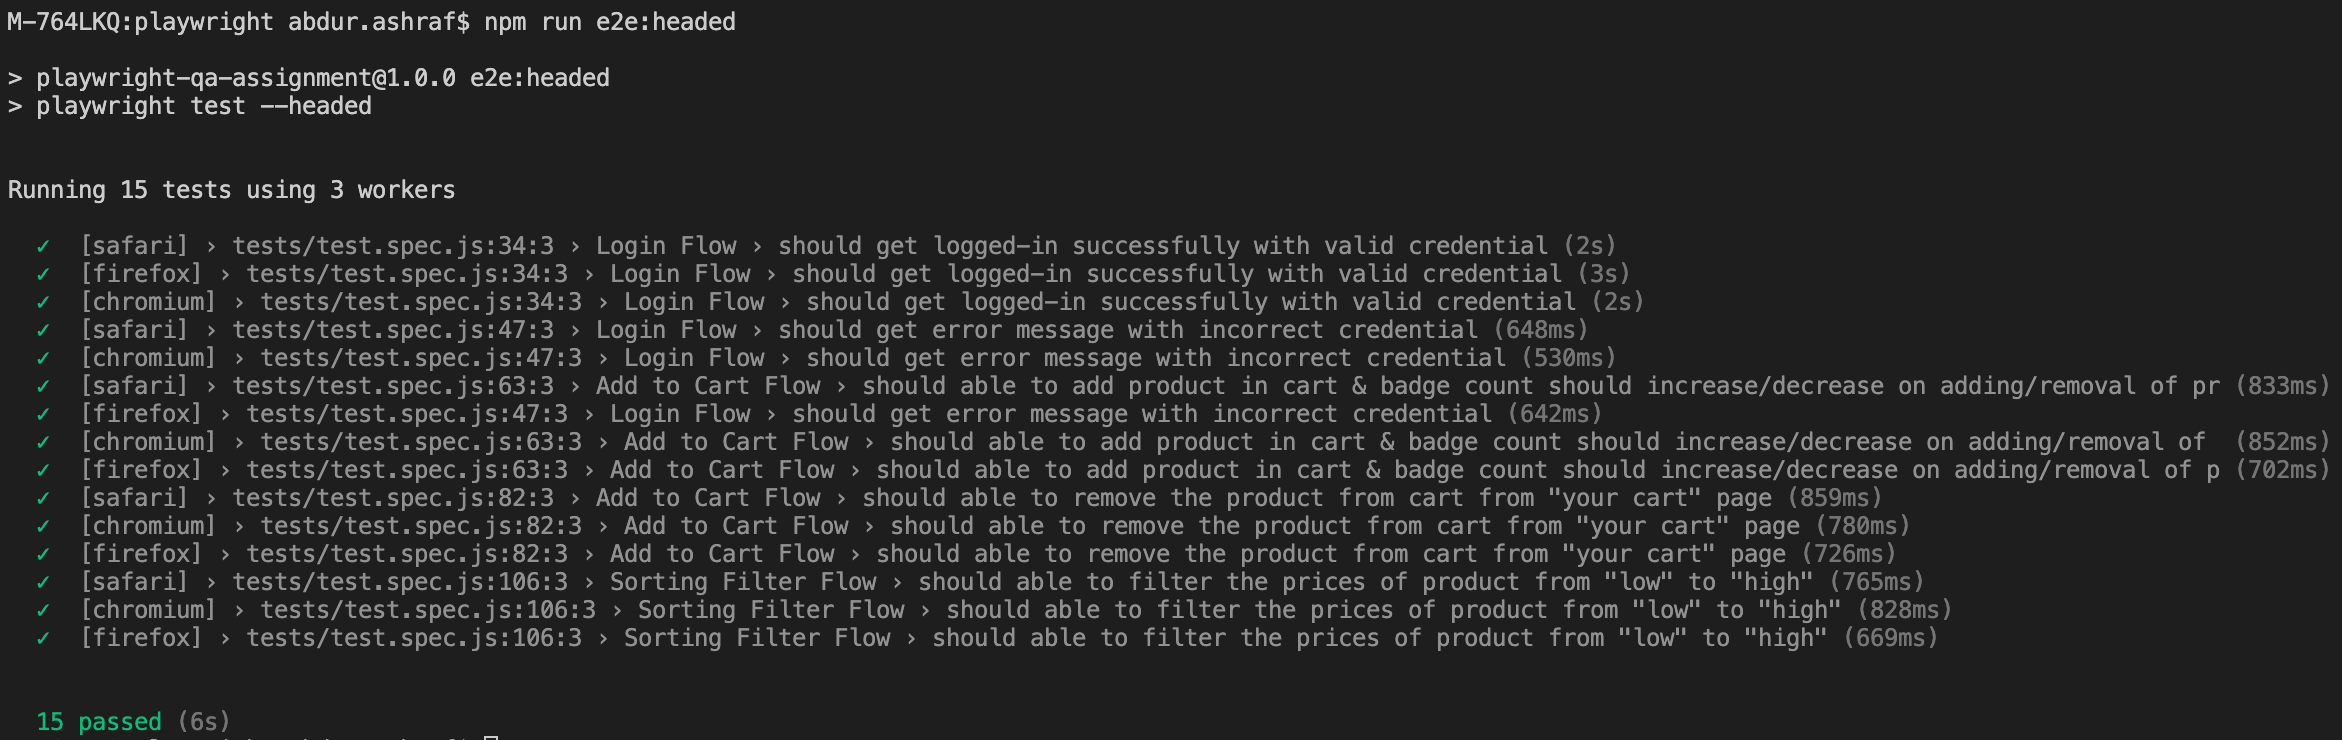 M-764LKQ:playwright abdur.ashraf$ npm run e2e:headed
> playwright-qa-assignment@1.0.0 e2e:headed
> playwright test --headed
Running 15 tests using 3 workers
✓ [safari] › tests/test.spec.js:34:3 › Login Flow › should get logged-in successfully with valid credential (2s)
✓ [firefox] › tests/test.spec.js:34:3 › Login Flow › should get logged-in successfully with valid credential (3s)
✓ [chromium] › tests/test.spec.js:34:3 › Login Flow › should get logged-in successfully with valid credential (2s)
✓ [safari] › tests/test.spec.js:47:3 › Login Flow › should get error message with incorrect credential (648ms)
✓ [chromium] › tests/test.spec.js:47:3 › Login Flow › should get error message with incorrect credential (530ms)
✓ [safari] › tests/test.spec.js:63:3 › Add to Cart Flow › should able to add product in cart & badge count should increase/decrease on adding/removal of pr (833ms)
✓ [firefox] › tests/test.spec.js:47:3 › Login Flow › should get error message with incorrect credential (642ms)
✓ [chromium] › tests/test.spec.js:63:3 › Add to Cart Flow › should able to add product in cart & badge count should increase/decrease on adding/removal of (852ms)
✓ [firefox] › tests/test.spec.js:63:3 › Add to Cart Flow › should able to add product in cart & badge count should increase/decrease on adding/removal of p (702ms)
✓ [safari] › tests/test.spec.js:82:3 › Add to Cart Flow › should able to remove the product from cart from "your cart" page (859ms)
✓ [chromium] › tests/test.spec.js:82:3 › Add to Cart Flow › should able to remove the product from cart from "your cart" page (780ms)
✓ [firefox] › tests/test.spec.js:82:3 › Add to Cart Flow › should able to remove the product from cart from "your cart" page (726ms)
✓ [safari] › tests/test.spec.js:106:3 › Sorting Filter Flow › should able to filter the prices of product from "low" to "high" (765ms)
✓ [chromium] › tests/test.spec.js:106:3 › Sorting Filter Flow › should able to filter the prices of product from "low" to "high" (828ms)
✓ [firefox] › tests/test.spec.js:106:3 › Sorting Filter Flow › should able to filter the prices of product from "low" to "high" (669ms)
15 passed (6s)